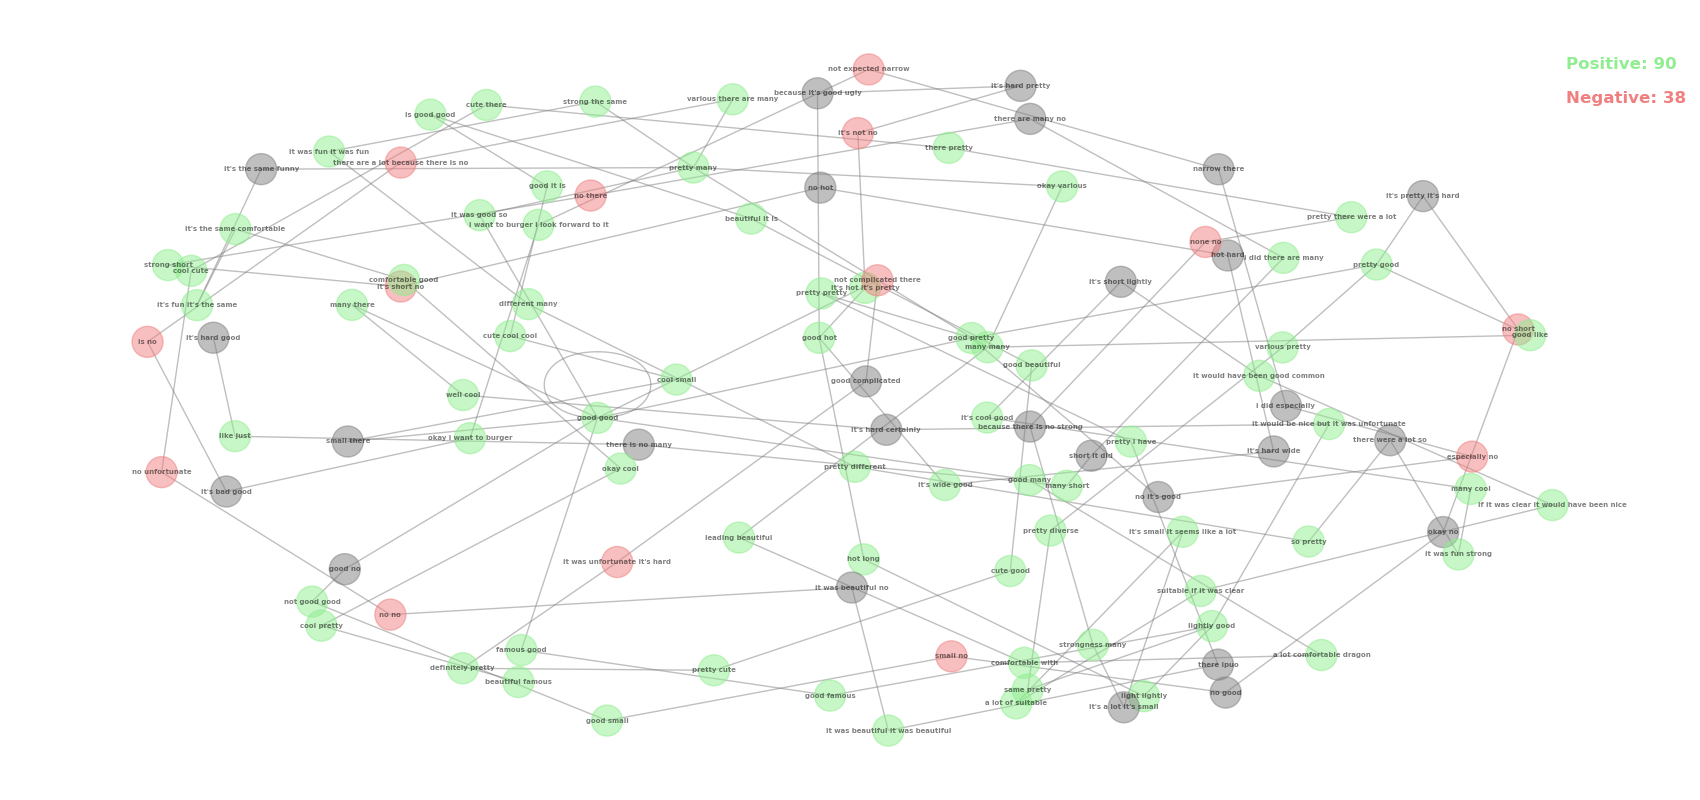 Positive: 90
Negative: 38
not expected narrow
it's hard pretty
because it's good ugly
various there are many
strong the same
cute there
is good good
there are many no
it's not no
there pretty
it was fun it was fun
there are a lot because there is no
it's the same funny
pretty many
narrow there
okay various
good it is
no hot
no there
it's pretty it's hard
it was good so
i want to burger i look forward to it
beautiful it is
pretty there were a lot
it's the same comfortable
none no
hot hard
i did there are many
strong short
cool cute
pretty good
comfortable good
it's short no
not complicated there
it's hot it's pretty
pretty pretty
it's short lightly
it's fun it's the same
many there
different many
is no
it's hard good
cute cool cool
good hot
good pretty
many many
various pretty
no short
good like
good beautiful
it would have been good common
cool small
good complicated
well cool
i did especially
good good
it's cool good
because there is no strong
it would be nice but it was unfortunate
like just
small there
okay i want to burger
there is no many
it's hard certainly
pretty i have
there were a lot so
it's hard wide
short it did
especially no
no unfortunate
okay cool
pretty different
it's wide good
good many
many short
many cool
it's bad good
no it's good
if it was clear it would have been nice
leading beautiful
pretty diverse
it's small it seems like a lot
okay no
so pretty
it was fun strong
it was unfortunate it's hard
hot long
good no
cute good
it was beautiful no
suitable if it was clear
not good good
no no
cool pretty
lightly good
famous good
strongness many
small no
comfortable with
a lot comfortable dragon
there ipuo
definitely pretty
pretty cute
beautiful famous
same pretty
good famous
light lightly
no good
a lot of suitable
it's a lot it's small
good small
it was beautiful it was beautiful